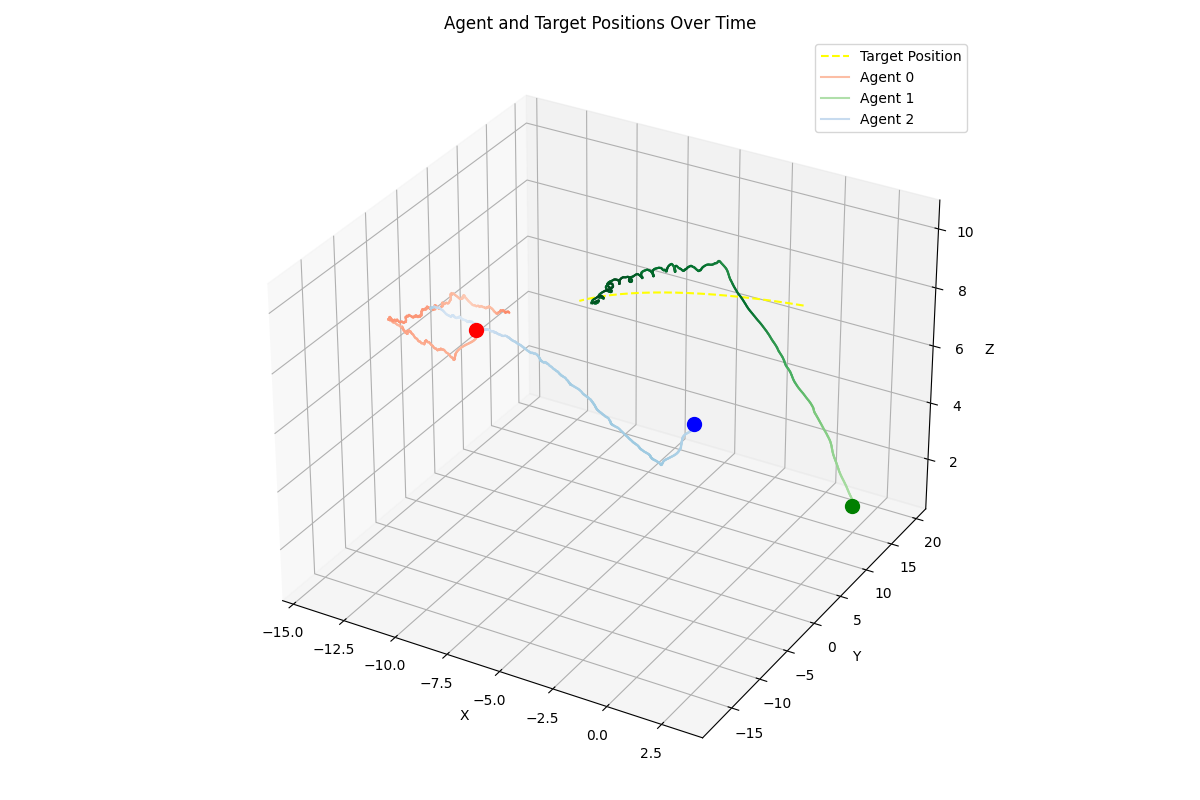 Agent and Target Positions Over Time
Target Position
Agent 0
Agent 1
Agent 2
10
8
6
4
2
Z
20
15
10
5
0
−5
−10
−15
Y
−15.0
−12.5
−10.0
−7.5
−5.0
−2.5
0.0
2.5
X